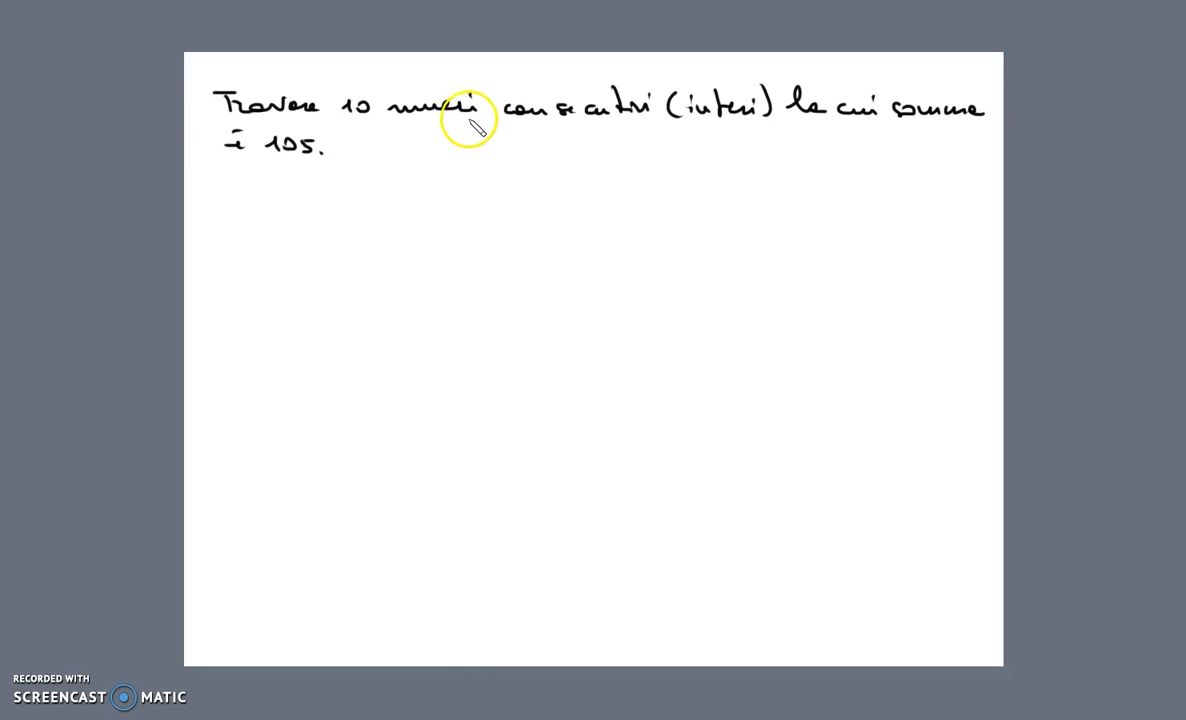 Trovare 10 numeri consecutivi (interi) la cui somma
è 105.
RECORDED WITH
SCREENCAST MATIC